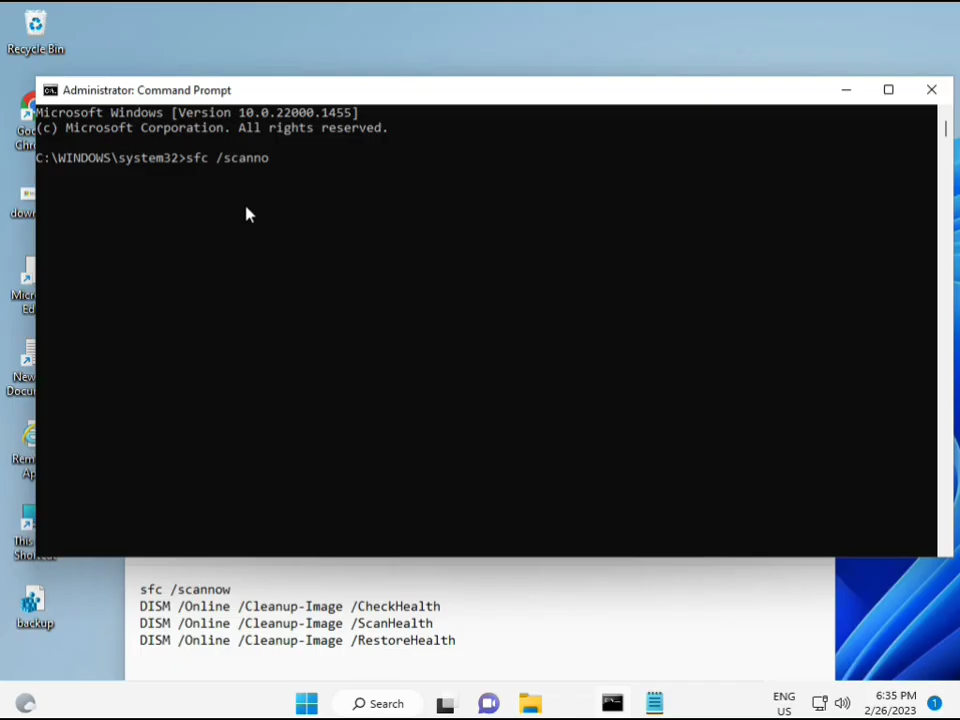 Recycle Bin
Administrator: Command Prompt
Microsoft Windows [Version 10.0.22000.1455]
(c) Microsoft Corporation. All rights reserved.
C:\WINDOWS\system32>sfc /scanno
sfc /scannow
DISM /Online /Cleanup-Image /CheckHealth
DISM /Online /Cleanup-Image /ScanHealth
DISM /Online /Cleanup-Image /RestoreHealth
backup
Search
ENG
US
6:35 PM
2/26/2023
1